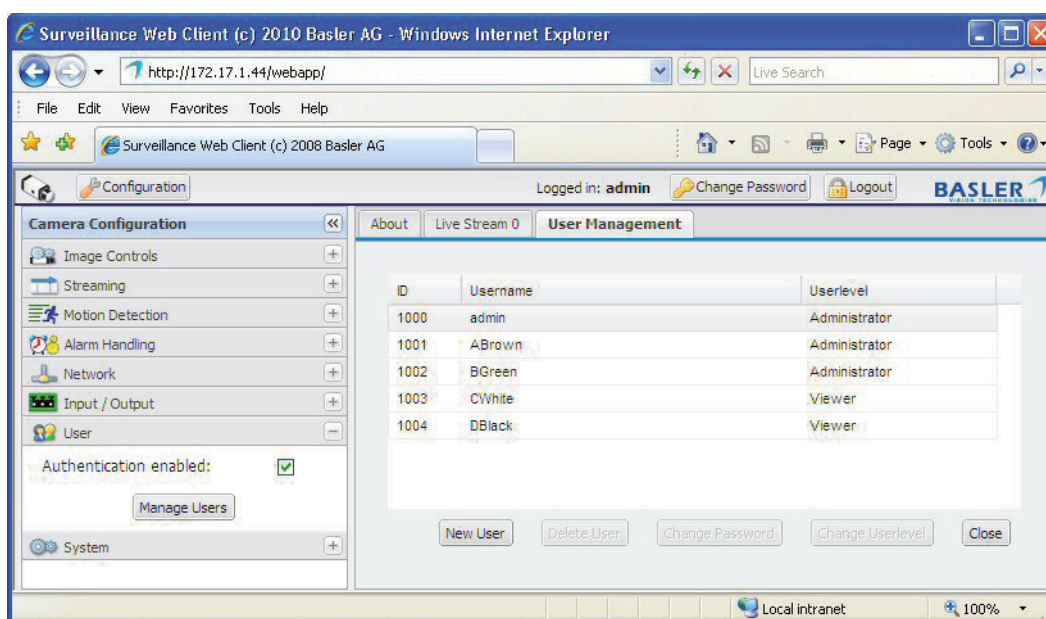 Surveillance Web Client (c) 2010 Basler AG - Windows Internet Explorer
http://172.17.1.44/webapp/
Live Search
File Edit View Favorites Tools Help
Surveillance Web Client (c) 2008 Basler AG
Page Tools
Configuration
Logged in: admin
Change Password
Logout
BASLER
VISION TECHNOLOGIES
Camera Configuration
About
Live Stream 0
User Management
Image Controls
Streaming
Motion Detection
Alarm Handling
Network
Input / Output
User
Authentication enabled:
Manage Users
System
ID Username Userlevel
1000 admin Administrator
1001 ABrown Administrator
1002 BGreen Administrator
1003 CWhite Viewer
1004 DBlack Viewer
New User
Delete User
Change Password
Change Userlevel
Close
Local intranet
100%